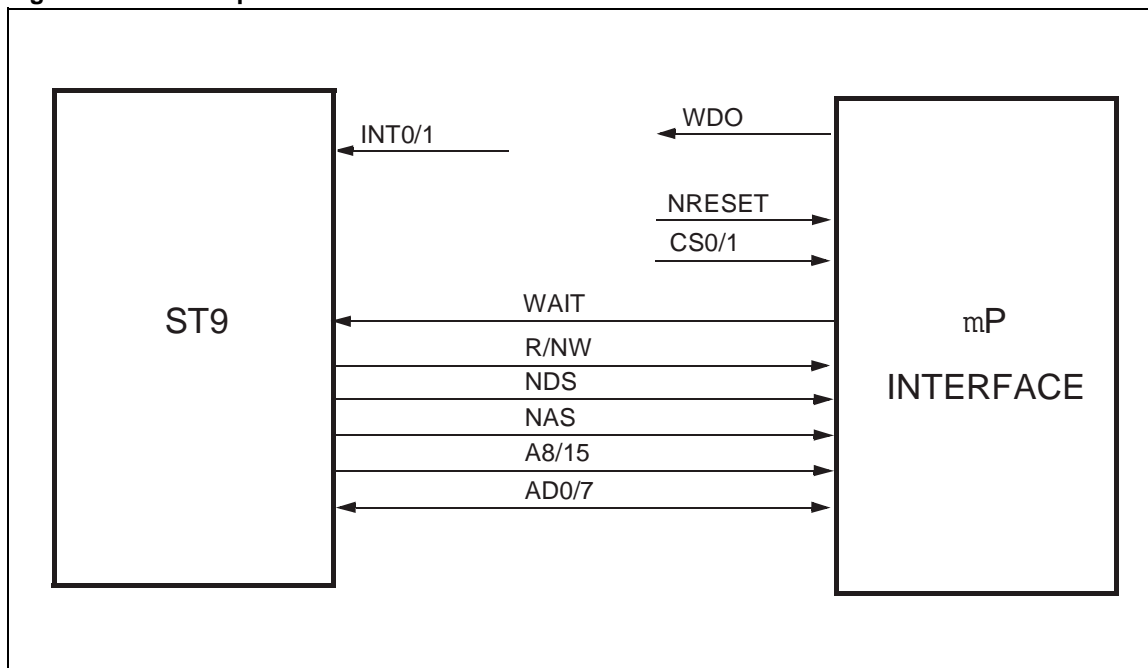 WDO
INT0/1
NRESET
CS0/1
ST9
WAIT
mP
INTERFACE
R/NW
NDS
NAS
A8/15
AD0/7